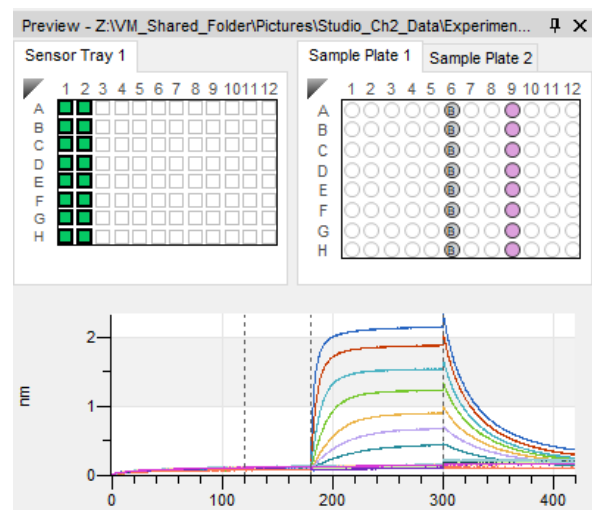 Preview - Z:\VM_Shared_Folder\Pictures\Studio_Ch2_Data\Experimen...
Sensor Tray 1
Sample Plate 1 Sample Plate 2
1 2 3 4 5 6 7 8 9 10 11 12
A
B
C
D
E
F
G
H
1 2 3 4 5 6 7 8 9 10 11 12
A B
B B
C B
D B
E B
F B
G B
H B
2
1
0
nm
0 100 200 300 400